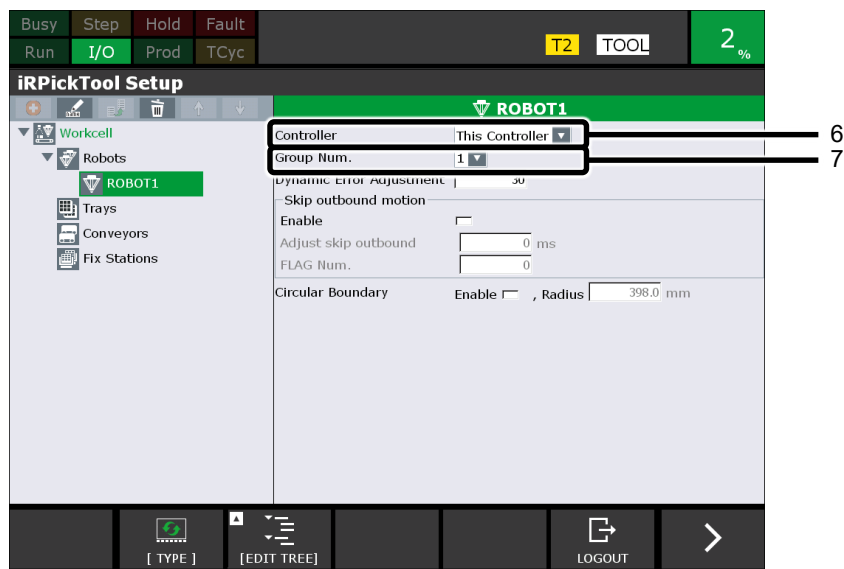 Busy Step Hold Fault
Run I/O Prod TCyc
T2 TOOL
2 %
iRPickTool Setup
ROBOT1
Workcell
Robots
ROBOT1
Trays
Conveyors
Fix Stations
Controller This Controller 6
Group Num. 1 7
Dynamic Error Adjustment 30
Skip outbound motion
Enable
Adjust skip outbound 0 ms
FLAG Num. 0
Circular Boundary Enable , Radius 398.0 mm
[ TYPE ] [EDIT TREE] LOGOUT